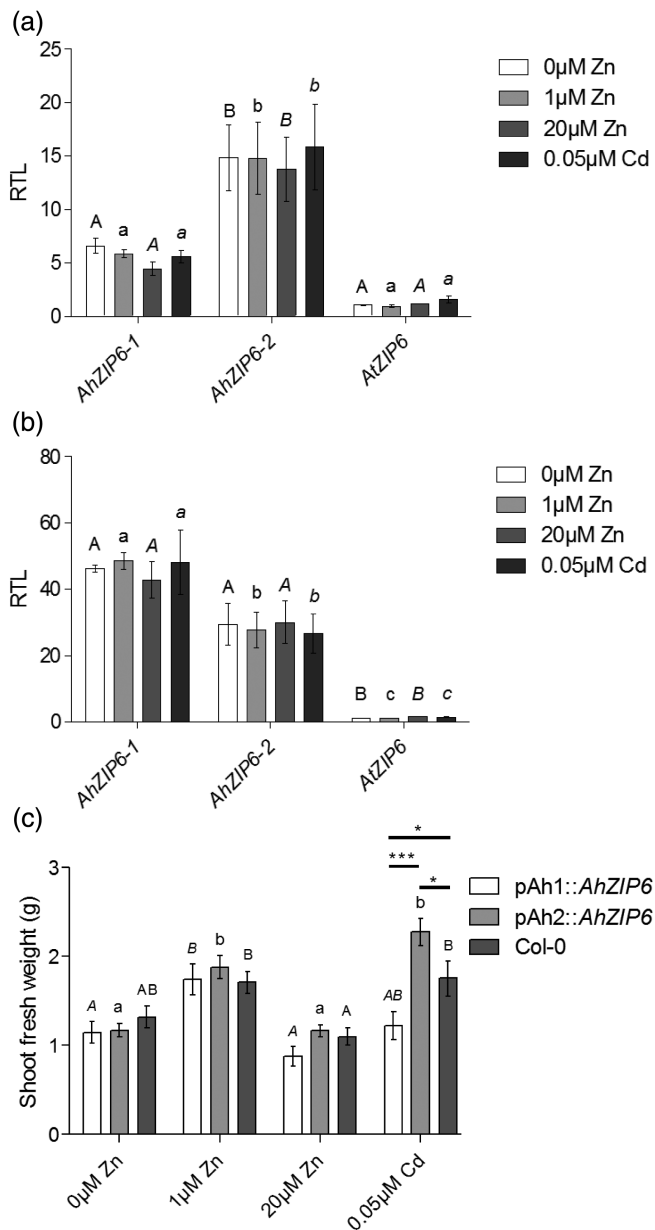 (a)
25
20
15
10
5
0
RTL
A a A a
B b B b
A a A a
AhZIP6-1
AhZIP6-2
AtZIP6
0µM Zn
1µM Zn
20µM Zn
0.05µM Cd
(b)
80
60
40
20
0
RTL
A a A a
A b A b
B c B c
AhZIP6-1
AhZIP6-2
AtZIP6
0µM Zn
1µM Zn
20µM Zn
0.05µM Cd
(c)
3
2
1
0
Shoot fresh weight (g)
A a AB
B b B
A a A
AB b B
*
***
*
0µM Zn
1µM Zn
20µM Zn
0.05µM Cd
pAh1::AhZIP6
pAh2::AhZIP6
Col-0